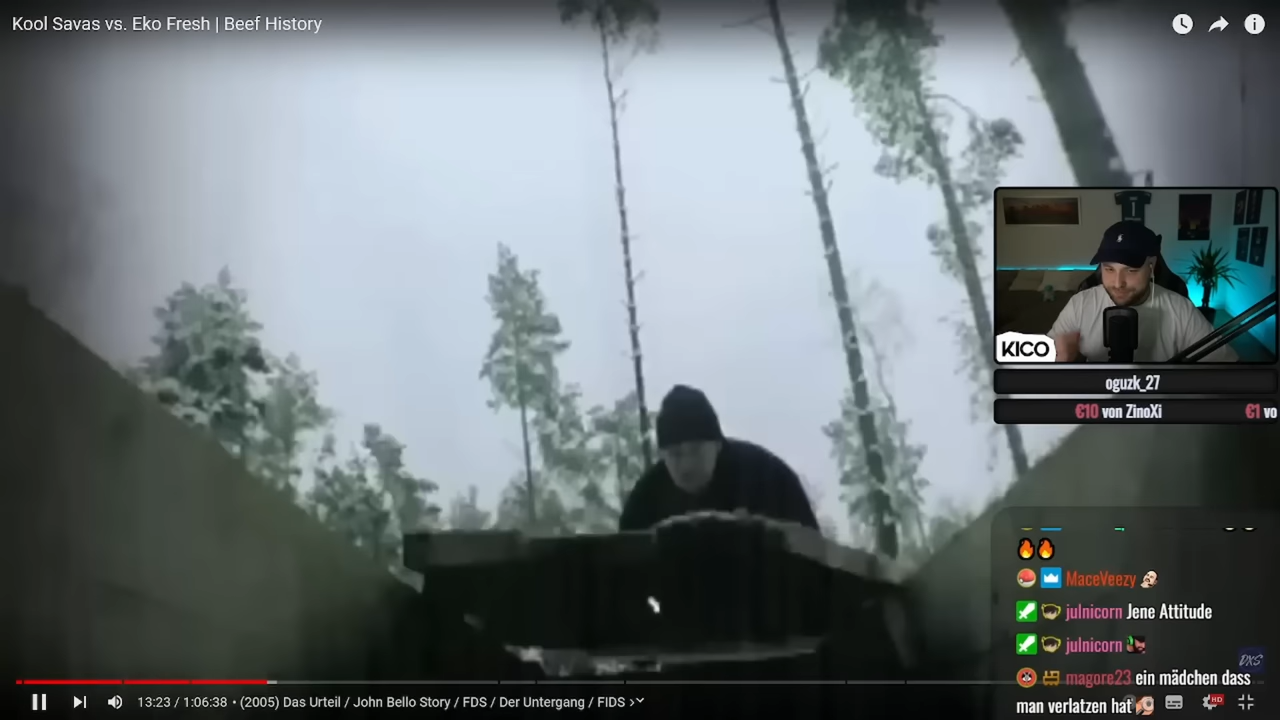 Kool Savas vs. Eko Fresh | Beef History
KICO
oguzk_27
€10 von ZinoXi €1 vo
MaceVeezy
julnicorn Jene Attitude
julnicorn
DXS
magore23 ein mädchen dass
man verlatzen hat
13:23 / 1:06:38 • (2005) Das Urteil / John Bello Story / FDS / Der Untergang / FIDS >
HD